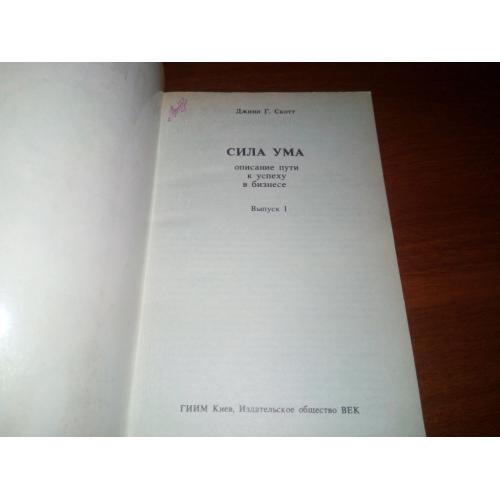 Джини Г. Скотт
СИЛА УМА
описание пути
к успеху
в бизнесе
Выпуск 1
ГИИМ Киев, Издательское общество ВЕК